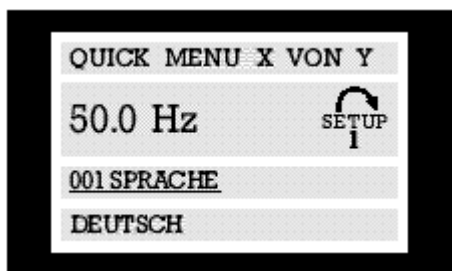 QUICK MENU X VON Y
50.0 Hz
SETUP
1
001 SPRACHE
DEUTSCH